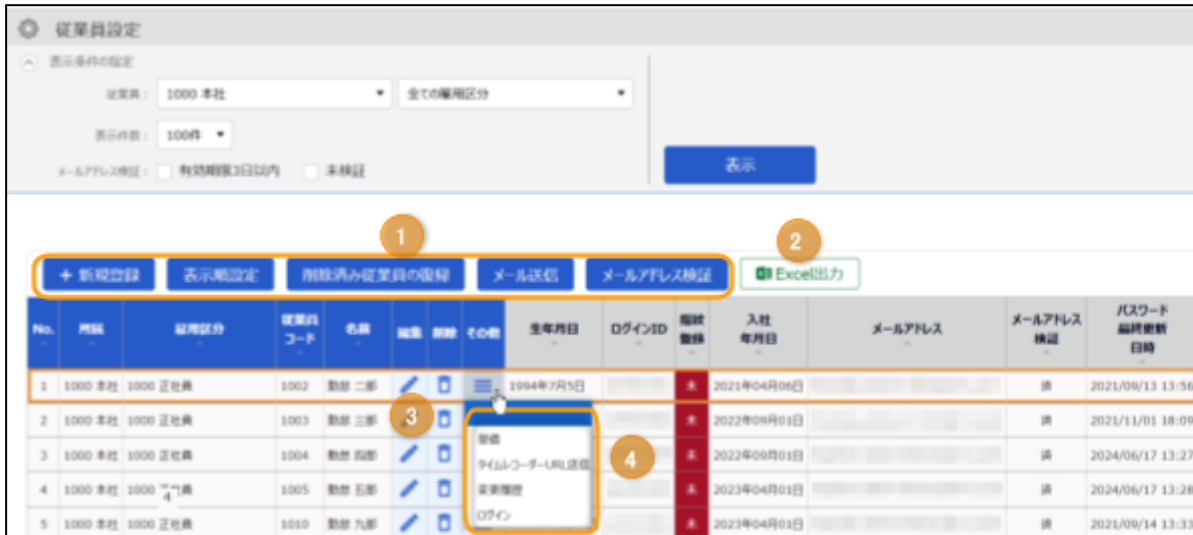 従業員設定
表示条件の指定
従業員： 1000 本社 全ての雇用区分
表示件数： 100件
メールアドレス検証： 有効期限3日以内 未検証
表示
1
2
+ 新規登録 表示順設定 削除済み従業員の復帰 メール送信 メールアドレス検証 Excel出力
No. 所属 雇用区分 従業員コード 名前 編集 削除 その他 生年月日 ログインID 指紋登録 入社年月日 メールアドレス メールアドレス検証 パスワード最終更新日時
1 1000 本社 1000 正社員 1002 勤怠 二郎 1994年7月5日 未 2021年04月06日 済 2021/09/13 13:56
2 1000 本社 1000 正社員 1003 勤怠 三郎 3 未 2022年09月01日 済 2021/11/01 18:09
単価
3 1000 本社 1000 正社員 1004 勤怠 四郎 タイムレコーダーURL送信 4 未 2022年09月01日 済 2024/06/17 13:27
4 1000 本社 1000 4 員 1005 勤怠 五郎 変更履歴 未 2023年04月01日 済 2024/06/17 13:28
ログイン
5 1000 本社 1000 正社員 1010 勤怠 九郎 未 2023年04月01日 済 2021/09/14 13:33